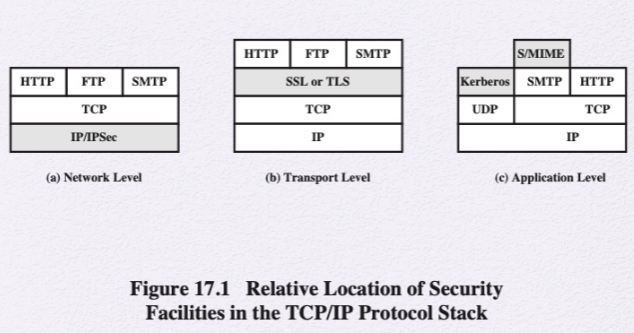 HTTP FTP SMTP
TCP
IP/IPSec
(a) Network Level
HTTP FTP SMTP
SSL or TLS
TCP
IP
(b) Transport Level
S/MIME
Kerberos SMTP HTTP
UDP TCP
IP
(c) Application Level
Figure 17.1 Relative Location of Security
Facilities in the TCP/IP Protocol Stack